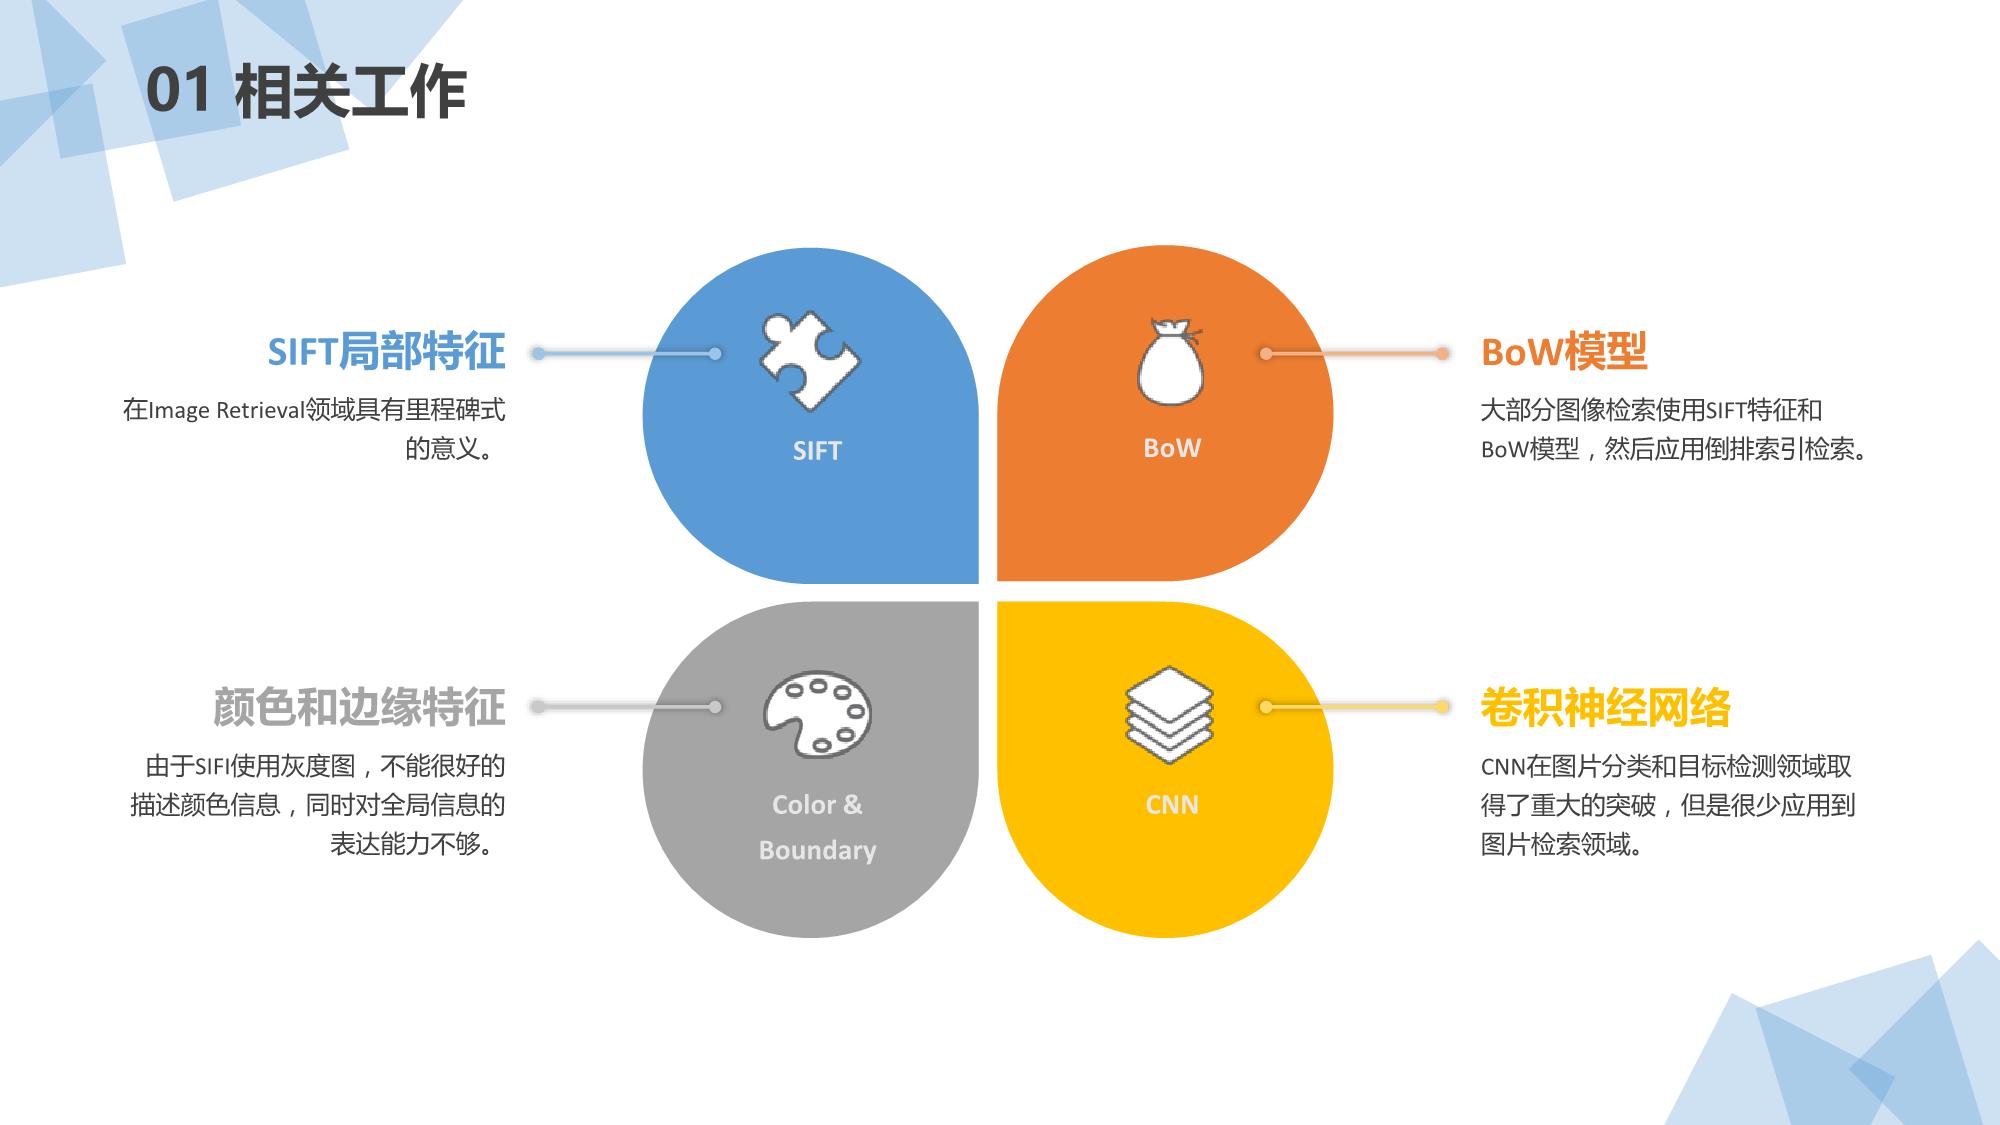 01 相关工作
SIFT局部特征
在Image Retrieval领域具有里程碑式
的意义。
SIFT
BoW
BoW模型
大部分图像检索使用SIFT特征和
BoW模型，然后应用倒排索引检索。
颜色和边缘特征
由于SIFI使用灰度图，不能很好的
描述颜色信息，同时对全局信息的
表达能力不够。
Color &
Boundary
CNN
卷积神经网络
CNN在图片分类和目标检测领域取
得了重大的突破，但是很少应用到
图片检索领域。